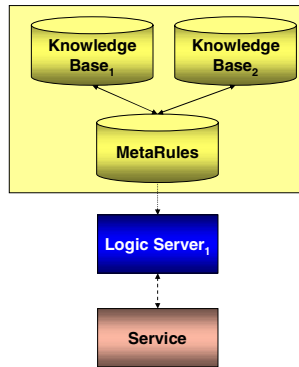 Knowledge Knowledge
Base₁ Base₂
MetaRules
Logic Server₁
Service